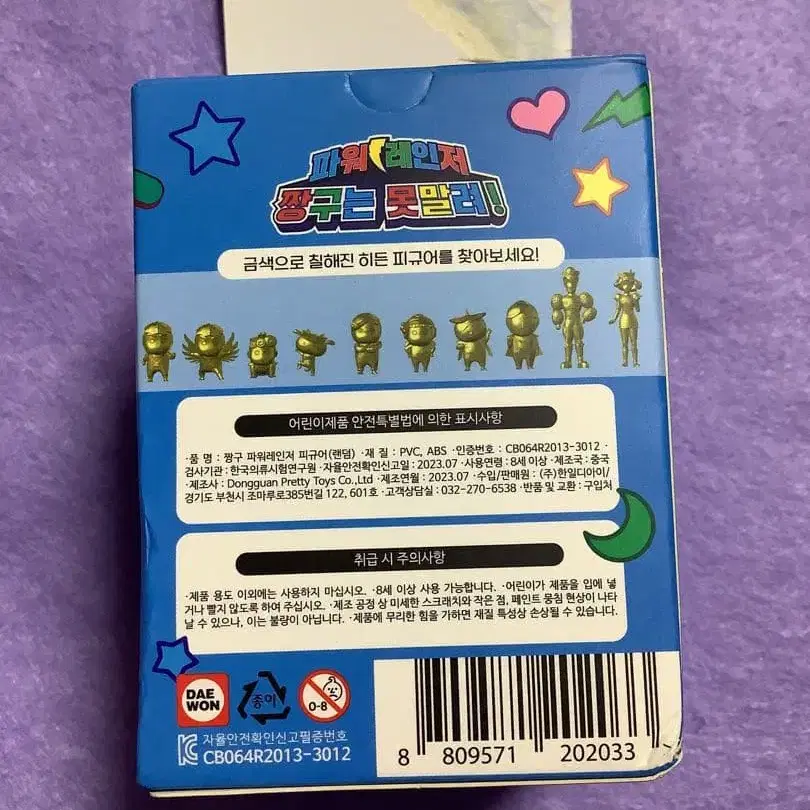 파워레인저
짱구는 못말려!
금색으로 칠해진 히든 피규어를 찾아보세요!
어린이제품 안전특별법에 의한 표시사항
·품 명 : 짱구 파워레인저 피규어(랜덤) ·재 질 : PVC, ABS ·인증번호 : CB064R2013-3012 ·
검사기관 : 한국의류시험연구원 ·자율안전확인신고일 : 2023.07 ·사용연령 : 8세 이상 ·제조국 : 중국
·제조사 : Dongguan Pretty Toys Co.,Ltd ·제조연월 : 2023.07 ·수입/판매원 : (주)한일디아이/
경기도 부천시 조마루로385번길 122, 601호 ·고객상담실 : 032-270-6538 ·반품 및 교환 : 구입처
취급 시 주의사항
·제품 용도 이외에는 사용하지 마십시오. ·8세 이상 사용 가능합니다. ·어린이가 제품을 입에 넣
거나 빨지 않도록 하여 주십시오. ·제조 공정 상 미세한 스크래치와 작은 점, 페인트 뭉침 현상이 나타
날 수 있으나, 이는 불량이 아닙니다. ·제품에 무리한 힘을 가하면 재질 특성상 손상될 수 있습니다.
DAE
WON
종이
0-8
자율안전확인신고필증번호
CB064R2013-3012
8 809571 202033